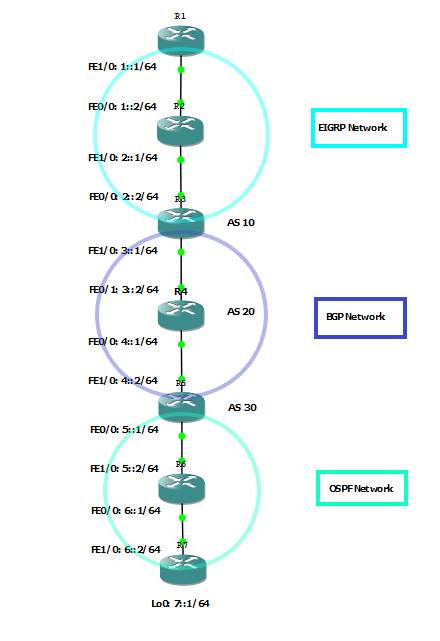 R1
FE1/0: 1::1/64
FE0/0: 1::2/64
R2
EIGRP Network
FE1/0: 2::1/64
FE0/0: 2::2/64
R3
AS 10
FE1/0: 3::1/64
FE0/1: 3::2/64
R4
AS 20
BGP Network
FE0/0: 4::1/64
FE1/0: 4::2/64
R5
AS 30
FE0/0: 5::1/64
FE1/0: 5::2/64
R6
OSPF Network
FE0/0: 6::1/64
FE1/0: 6::2/64
R7
Lo0: 7::1/64